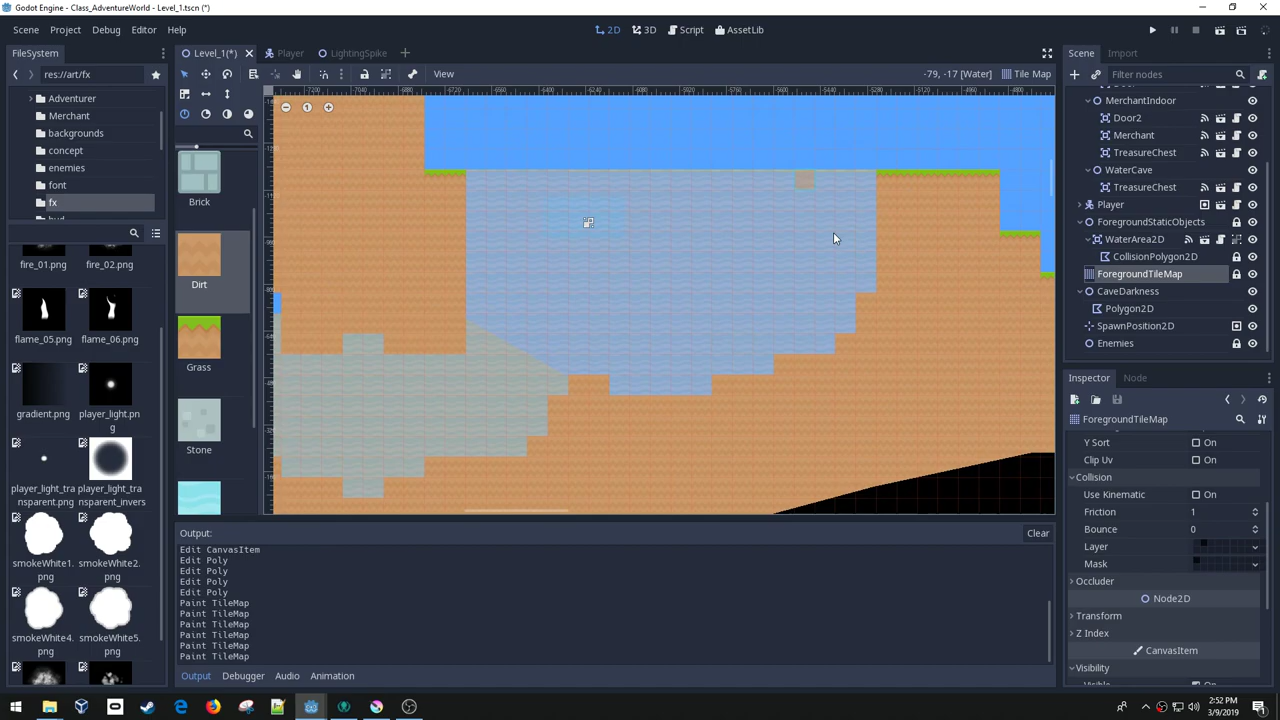 Godot Engine - Class_AdventureWorld - Level_1.tscn (*)
Scene Project Debug Editor Help
2D 3D Script AssetLib
FileSystem
res://art/fx
Adventurer
Merchant
backgrounds
concept
enemies
font
fx
fire_01.png fire_02.png
flame_05.png flame_06.png
gradient.png player_light.pn
g
player_light_tra
nsparent.png player_light_tra
nsparent_invers
smokeWhite1.
png smokeWhite2.
png
smokeWhite4.
png smokeWhite5.
png
Level_1(*) Player LightingSpike
View
-79, -17 [Water] Tile Map
Brick
Dirt
Grass
Stone
Output:
Clear
Edit CanvasItem
Edit Poly
Edit Poly
Edit Poly
Edit Poly
Paint TileMap
Paint TileMap
Paint TileMap
Paint TileMap
Paint TileMap
Paint TileMap
Output Debugger Audio Animation
Scene Import
Filter nodes
MerchantIndoor
Door2
Merchant
TreasureChest
WaterCave
TreasureChest
Player
ForegroundStaticObjects
WaterArea2D
CollisionPolygon2D
ForegroundTileMap
CaveDarkness
Polygon2D
SpawnPosition2D
Enemies
Inspector Node
ForegroundTileMap
Y Sort On
Clip Uv On
Collision
Use Kinematic On
Friction 1
Bounce 0
Layer
Mask
Occluder
Node2D
Transform
Z Index
CanvasItem
Visibility
2:52 PM
3/9/2019